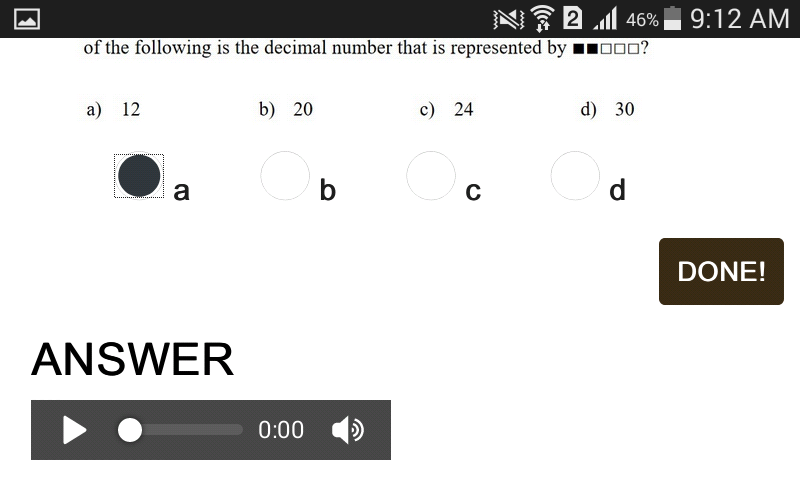 2 46% 9:12 AM
of the following is the decimal number that is represented by ■■□□□?
a) 12 b) 20 c) 24 d) 30
a b c d
DONE!
ANSWER
0:00